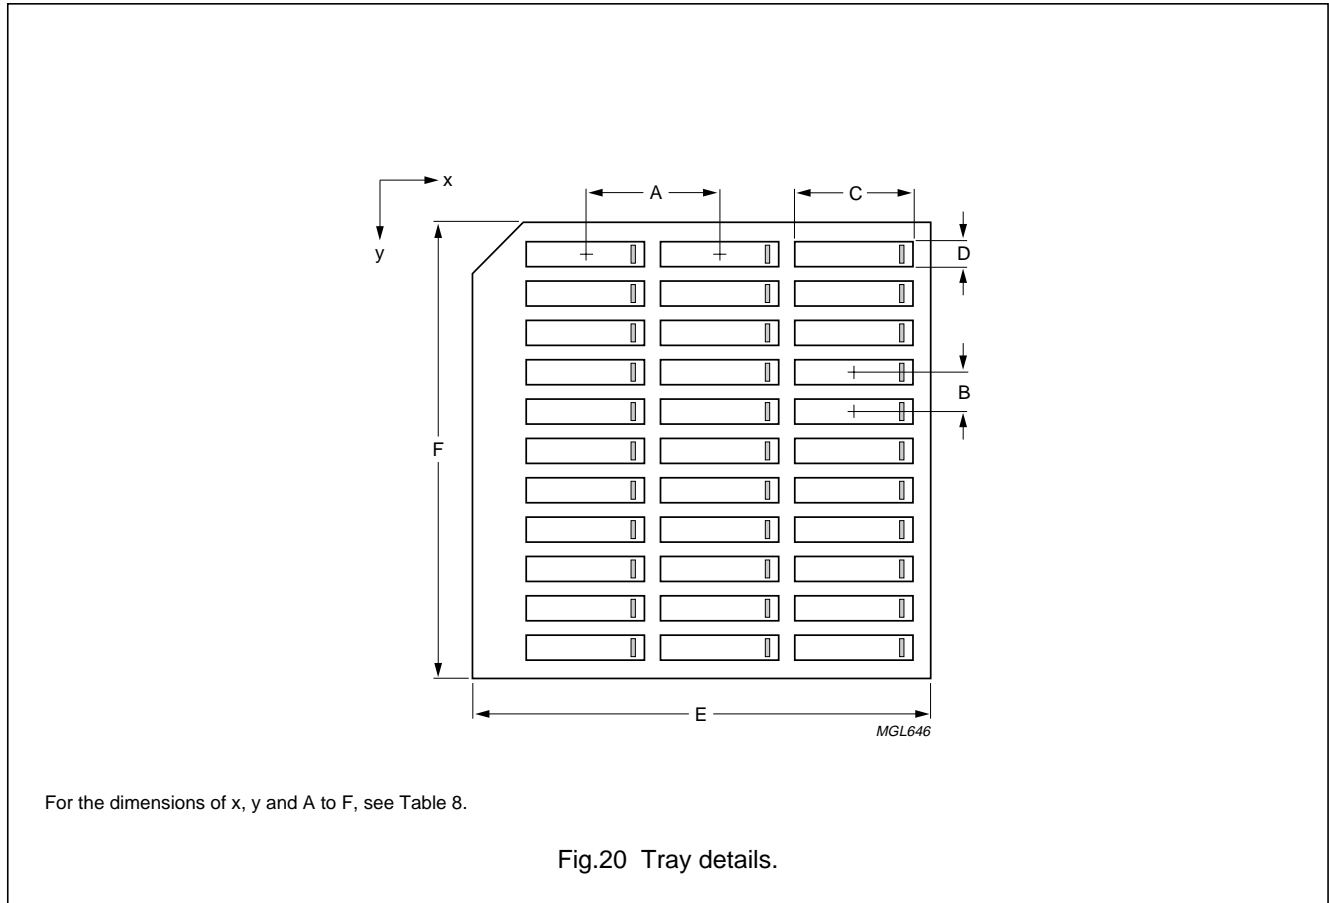 x
A
C
y
D
B
F
E
MGL646
For the dimensions of x, y and A to F, see Table 8.
Fig.20 Tray details.